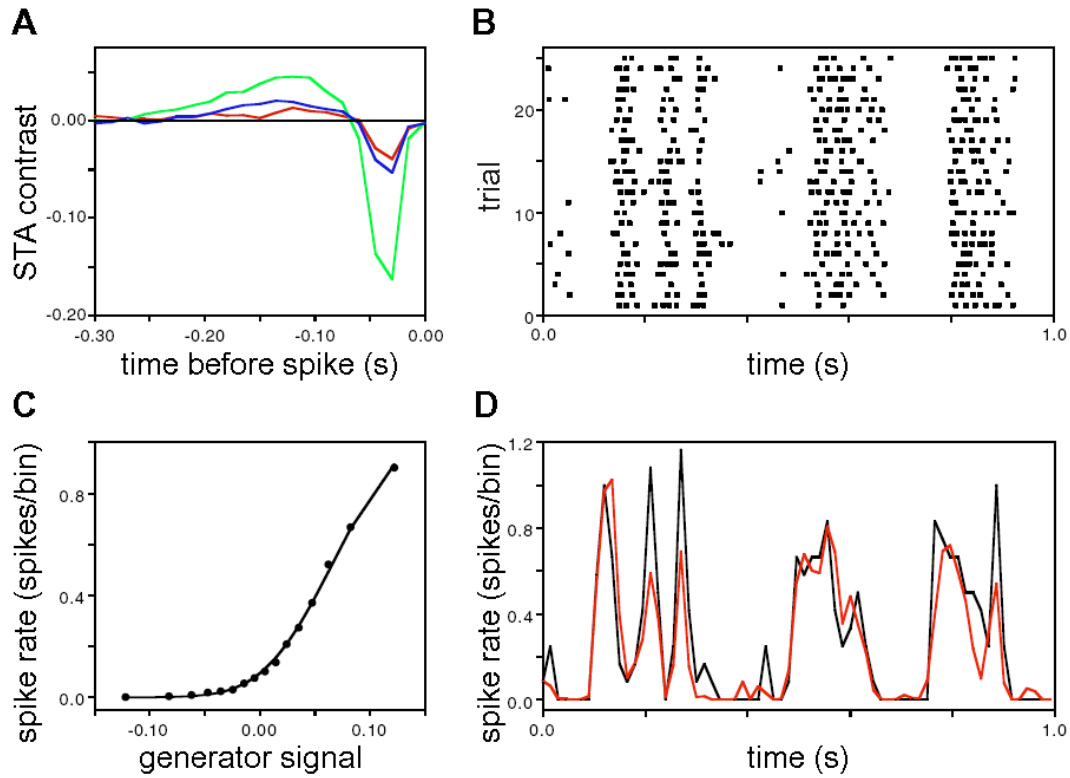 A
STA contrast
0.00
-0.10
-0.20
-0.30
-0.20
-0.10
0.00
time before spike (s)
B
trial
20
10
0
0.0
1.0
time (s)
C
spike rate (spikes/bin)
0.8
0.4
0.0
-0.10
0.00
0.10
generator signal
D
spike rate (spikes/bin)
1.2
0.8
0.4
0.0
0.0
1.0
time (s)